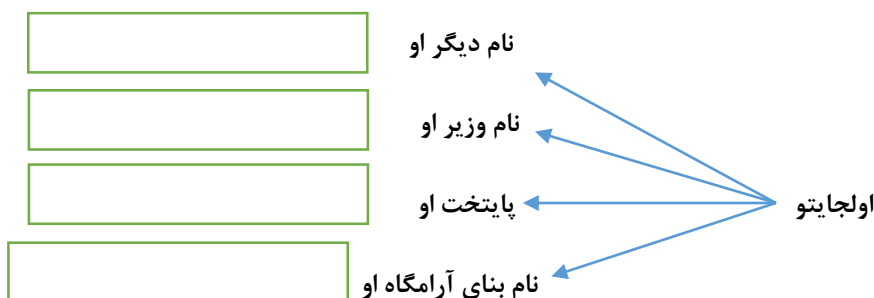 نام دیگر او
نام وزیر او
پایتخت او
اولجایتو
نام بنای آرامگاه او